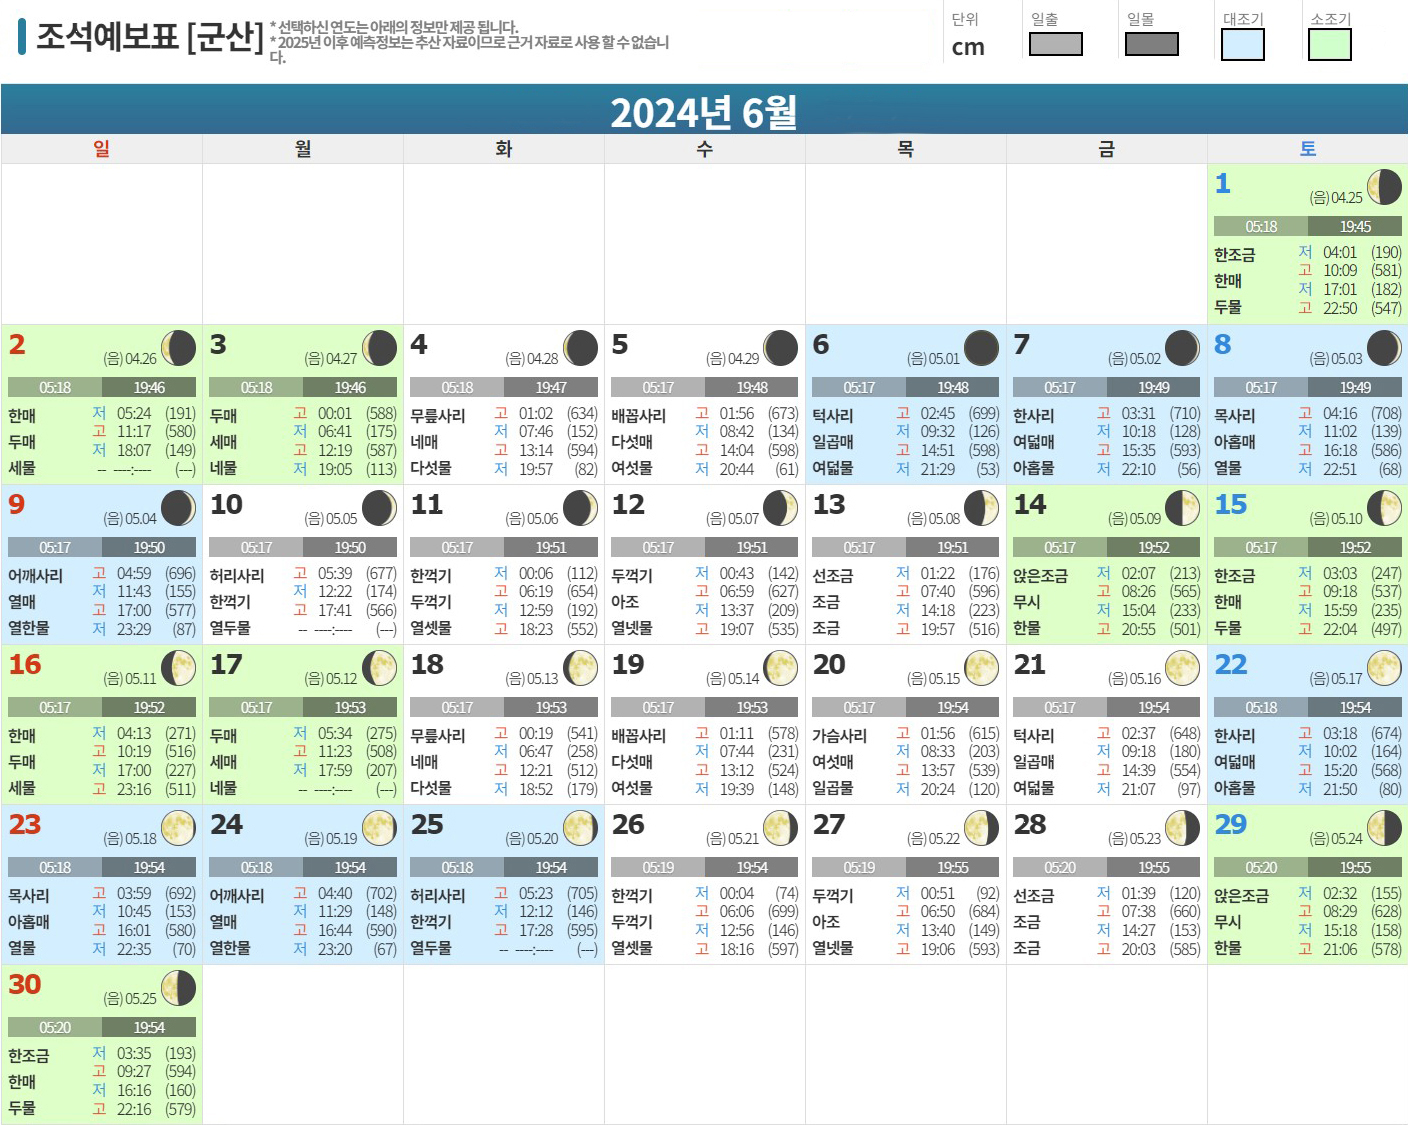 조석예보표 [군산]
* 선택하신 연도는 아래의 정보만 제공 됩니다.
* 2025년 이후 예측정보는 추산 자료이므로 근거 자료로 사용 할 수 없습니
다.
단위 일출 일몰 대조기 소조기
cm
2024년 6월
일 월 화 수 목 금 토
1
(음) 04.25
05:18 19:45
한조금
한매
두물
저 04:01 (190)
고 10:09 (581)
저 17:01 (182)
고 22:50 (547)
2
(음) 04.26
05:18 19:46
한매
두매
세물
저 05:24 (191)
고 11:17 (580)
저 18:07 (149)
-- ----:---- (---)
3
(음) 04.27
05:18 19:46
두매
세매
네물
고 00:01 (588)
저 06:41 (175)
고 12:19 (587)
저 19:05 (113)
4
(음) 04.28
05:18 19:47
무릎사리
네매
다섯물
고 01:02 (634)
저 07:46 (152)
고 13:14 (594)
저 19:57 (82)
5
(음) 04.29
05:17 19:48
배꼽사리
다섯매
여섯물
고 01:56 (673)
저 08:42 (134)
고 14:04 (598)
저 20:44 (61)
6
(음) 05.01
05:17 19:48
턱사리
일곱매
여덟물
고 02:45 (699)
저 09:32 (126)
고 14:51 (598)
저 21:29 (53)
7
(음) 05.02
05:17 19:49
한사리
여덟매
아홉물
고 03:31 (710)
저 10:18 (128)
고 15:35 (593)
저 22:10 (56)
8
(음) 05.03
05:17 19:49
목사리
아홉매
열물
고 04:16 (708)
저 11:02 (139)
고 16:18 (586)
저 22:51 (68)
9
(음) 05.04
05:17 19:50
어깨사리
열매
열한물
고 04:59 (696)
저 11:43 (155)
고 17:00 (577)
저 23:29 (87)
10
(음) 05.05
05:17 19:50
허리사리
한꺽기
열두물
고 05:39 (677)
저 12:22 (174)
고 17:41 (566)
-- ----:---- (---)
11
(음) 05.06
05:17 19:51
한꺽기
두꺽기
열셋물
저 00:06 (112)
고 06:19 (654)
저 12:59 (192)
고 18:23 (552)
12
(음) 05.07
05:17 19:51
두꺽기
아조
열넷물
저 00:43 (142)
고 06:59 (627)
저 13:37 (209)
고 19:07 (535)
13
(음) 05.08
05:17 19:51
선조금
조금
조금
저 01:22 (176)
고 07:40 (596)
저 14:18 (223)
고 19:57 (516)
14
(음) 05.09
05:17 19:52
앉은조금
무시
한물
저 02:07 (213)
고 08:26 (565)
저 15:04 (233)
고 20:55 (501)
15
(음) 05.10
05:17 19:52
한조금
한매
두물
저 03:03 (247)
고 09:18 (537)
저 15:59 (235)
고 22:04 (497)
16
(음) 05.11
05:17 19:52
한매
두매
세물
저 04:13 (271)
고 10:19 (516)
저 17:00 (227)
고 23:16 (511)
17
(음) 05.12
05:17 19:53
두매
세매
네물
저 05:34 (275)
고 11:23 (508)
저 17:59 (207)
-- ----:---- (---)
18
(음) 05.13
05:17 19:53
무릎사리
네매
다섯물
고 00:19 (541)
저 06:47 (258)
고 12:21 (512)
저 18:52 (179)
19
(음) 05.14
05:17 19:53
배꼽사리
다섯매
여섯물
고 01:11 (578)
저 07:44 (231)
고 13:12 (524)
저 19:39 (148)
20
(음) 05.15
05:17 19:54
가슴사리
여섯매
일곱물
고 01:56 (615)
저 08:33 (203)
고 13:57 (539)
저 20:24 (120)
21
(음) 05.16
05:17 19:54
턱사리
일곱매
여덟물
고 02:37 (648)
저 09:18 (180)
고 14:39 (554)
저 21:07 (97)
22
(음) 05.17
05:18 19:54
한사리
여덟매
아홉물
고 03:18 (674)
저 10:02 (164)
고 15:20 (568)
저 21:50 (80)
23
(음) 05.18
05:18 19:54
목사리
아홉매
열물
고 03:59 (692)
저 10:45 (153)
고 16:01 (580)
저 22:35 (70)
24
(음) 05.19
05:18 19:54
어깨사리
열매
열한물
고 04:40 (702)
저 11:29 (148)
고 16:44 (590)
저 23:20 (67)
25
(음) 05.20
05:18 19:54
허리사리
한꺽기
열두물
고 05:23 (705)
저 12:12 (146)
고 17:28 (595)
-- ----:---- (---)
26
(음) 05.21
05:19 19:54
한꺽기
두꺽기
열셋물
저 00:04 (74)
고 06:06 (699)
저 12:56 (146)
고 18:16 (597)
27
(음) 05.22
05:19 19:55
두꺽기
아조
열넷물
저 00:51 (92)
고 06:50 (684)
저 13:40 (149)
고 19:06 (593)
28
(음) 05.23
05:20 19:55
선조금
조금
조금
저 01:39 (120)
고 07:38 (660)
저 14:27 (153)
고 20:03 (585)
29
(음) 05.24
05:20 19:55
앉은조금
무시
한물
저 02:32 (155)
고 08:29 (628)
저 15:18 (158)
고 21:06 (578)
30
(음) 05.25
05:20 19:54
한조금
한매
두물
저 03:35 (193)
고 09:27 (594)
저 16:16 (160)
고 22:16 (579)